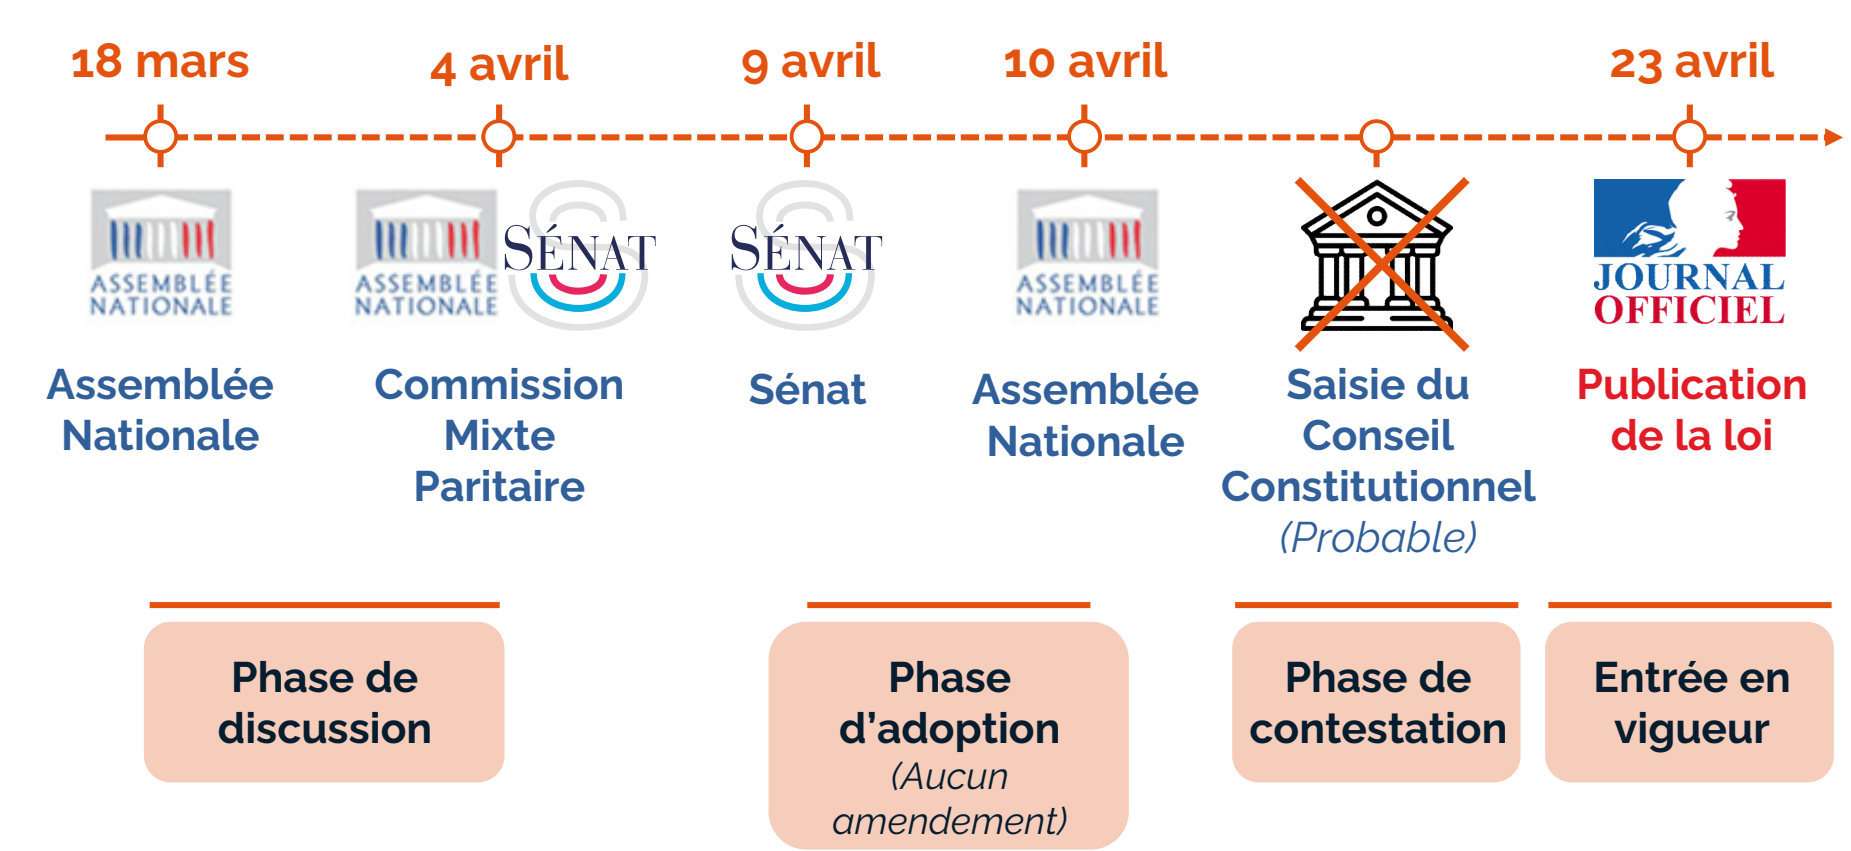 18 mars
4 avril
9 avril
10 avril
23 avril
ASSEMBLÉE
NATIONALE
ASSEMBLÉE
NATIONALE
SÉNAT
SÉNAT
ASSEMBLÉE
NATIONALE
JOURNAL
OFFICIEL
Assemblée
Nationale
Commission
Mixte
Paritaire
Sénat
Assemblée
Nationale
Saisie du
Conseil
Constitutionnel
(Probable)
Publication
de la loi
Phase de
discussion
Phase
d’adoption
(Aucun
amendement)
Phase de
contestation
Entrée en
vigueur